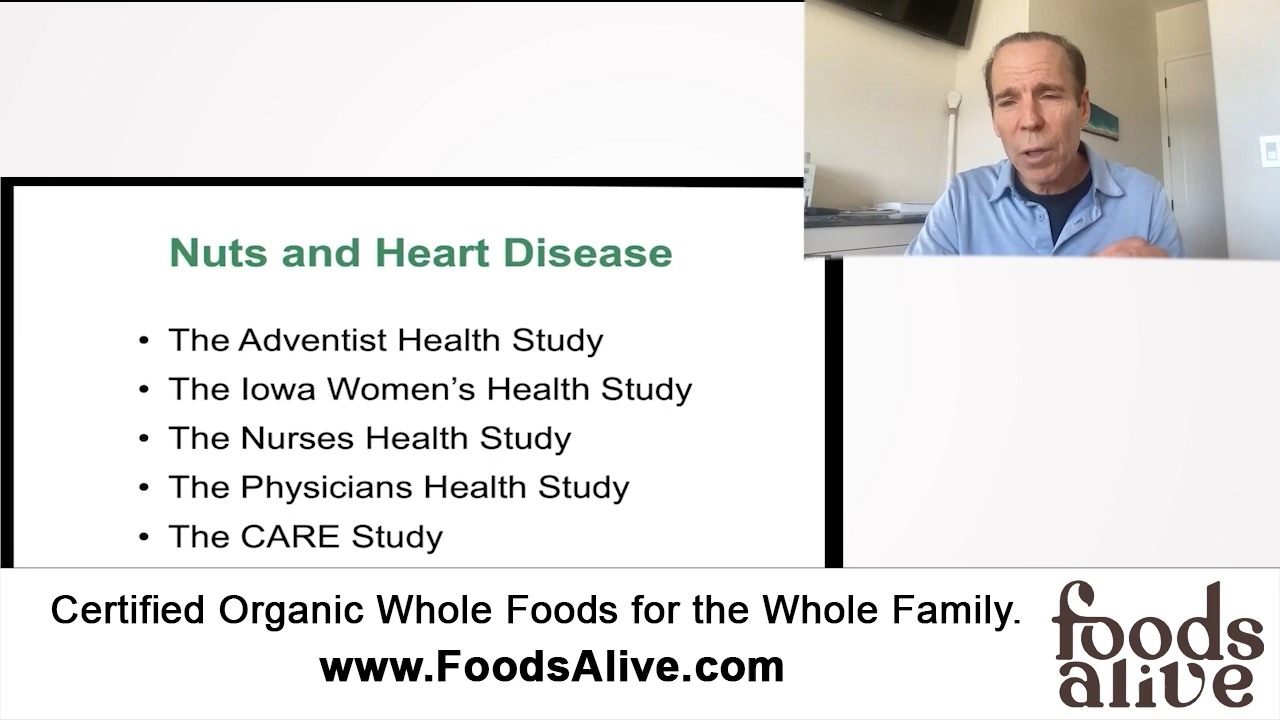 Nuts and Heart Disease
• The Adventist Health Study
• The Iowa Women’s Health Study
• The Nurses Health Study
• The Physicians Health Study
• The CARE Study
Certified Organic Whole Foods for the Whole Family.
www.FoodsAlive.com
foods
alive